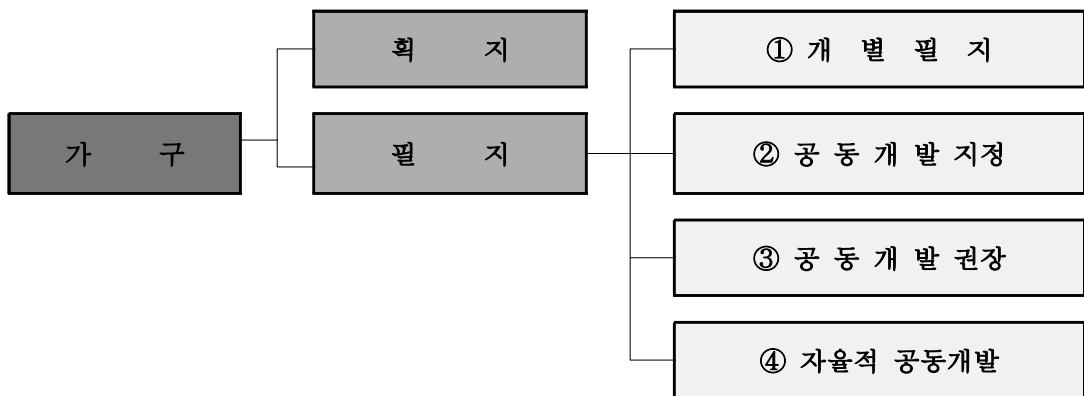 획 지
① 개 별 필 지
가 구
필 지
② 공 동 개 발 지정
③ 공 동 개 발 권장
④ 자율적 공동개발